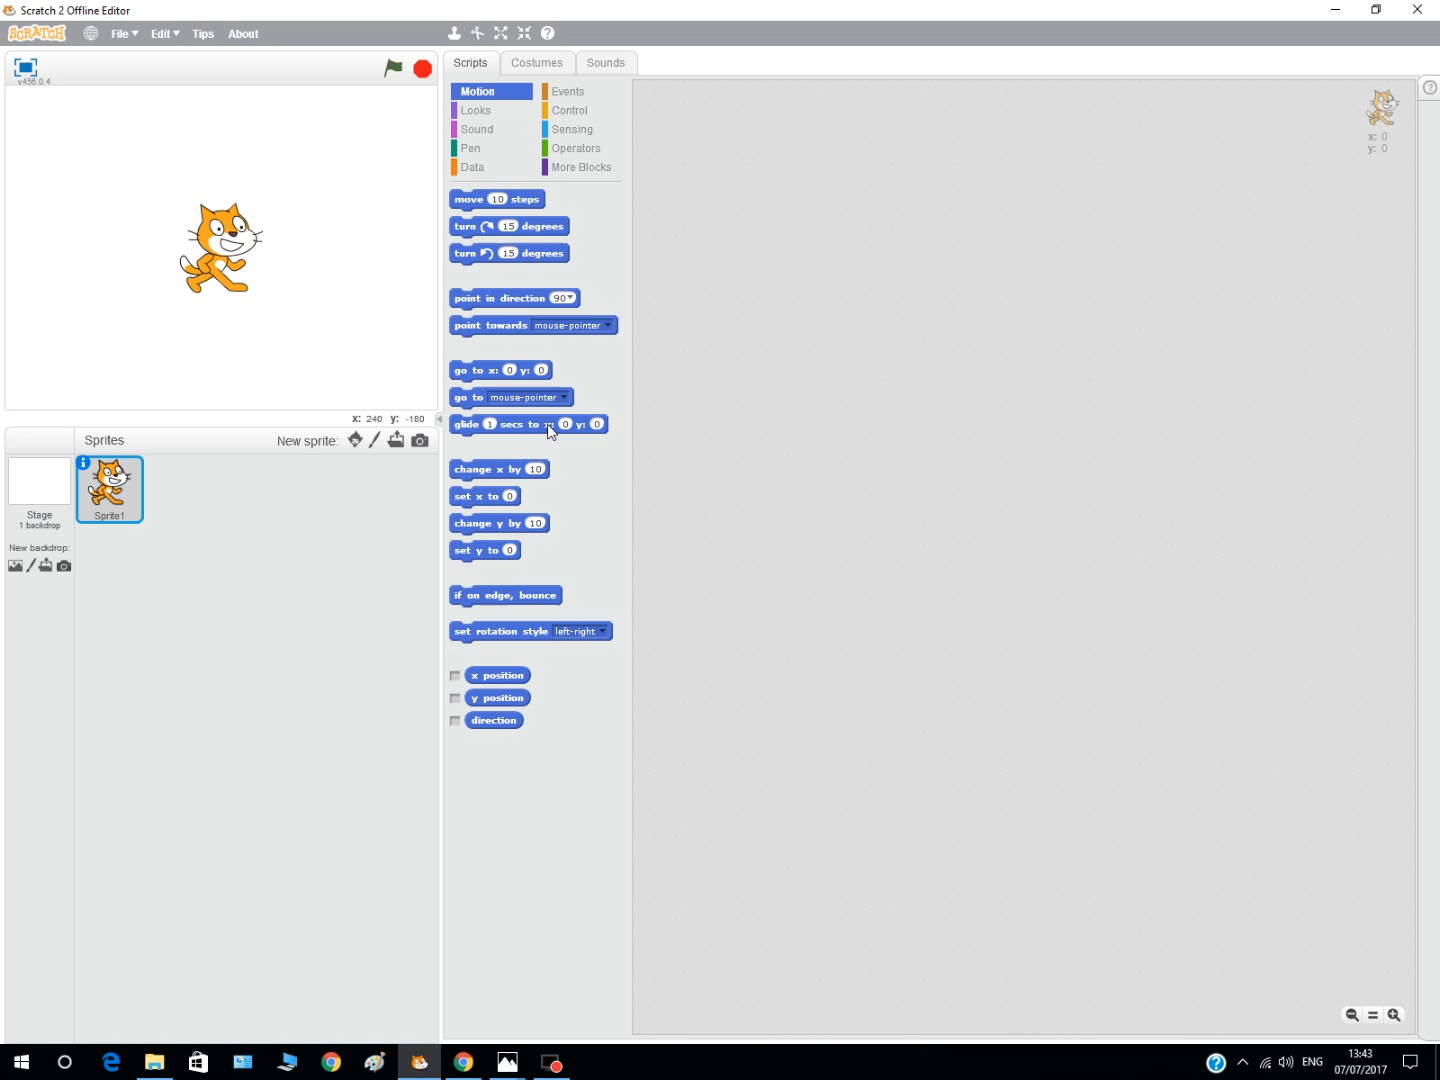 Scratch 2 Offline Editor
SCRATCH File Edit Tips About
v456.0.4
Scripts Costumes Sounds
Motion Events
Looks Control
Sound Sensing
Pen Operators
Data More Blocks
x: 0
y: 0
move 10 steps
turn 15 degrees
turn 15 degrees
point in direction 90
point towards mouse-pointer
go to x: 0 y: 0
go to mouse-pointer
glide 1 secs to x: 0 y: 0
change x by 10
set x to 0
change y by 10
set y to 0
if on edge, bounce
set rotation style left-right
x position
y position
direction
x: 240 y: -180
Sprites New sprite:
Sprite1
Stage
1 backdrop
New backdrop:
ENG
13:43
07/07/2017